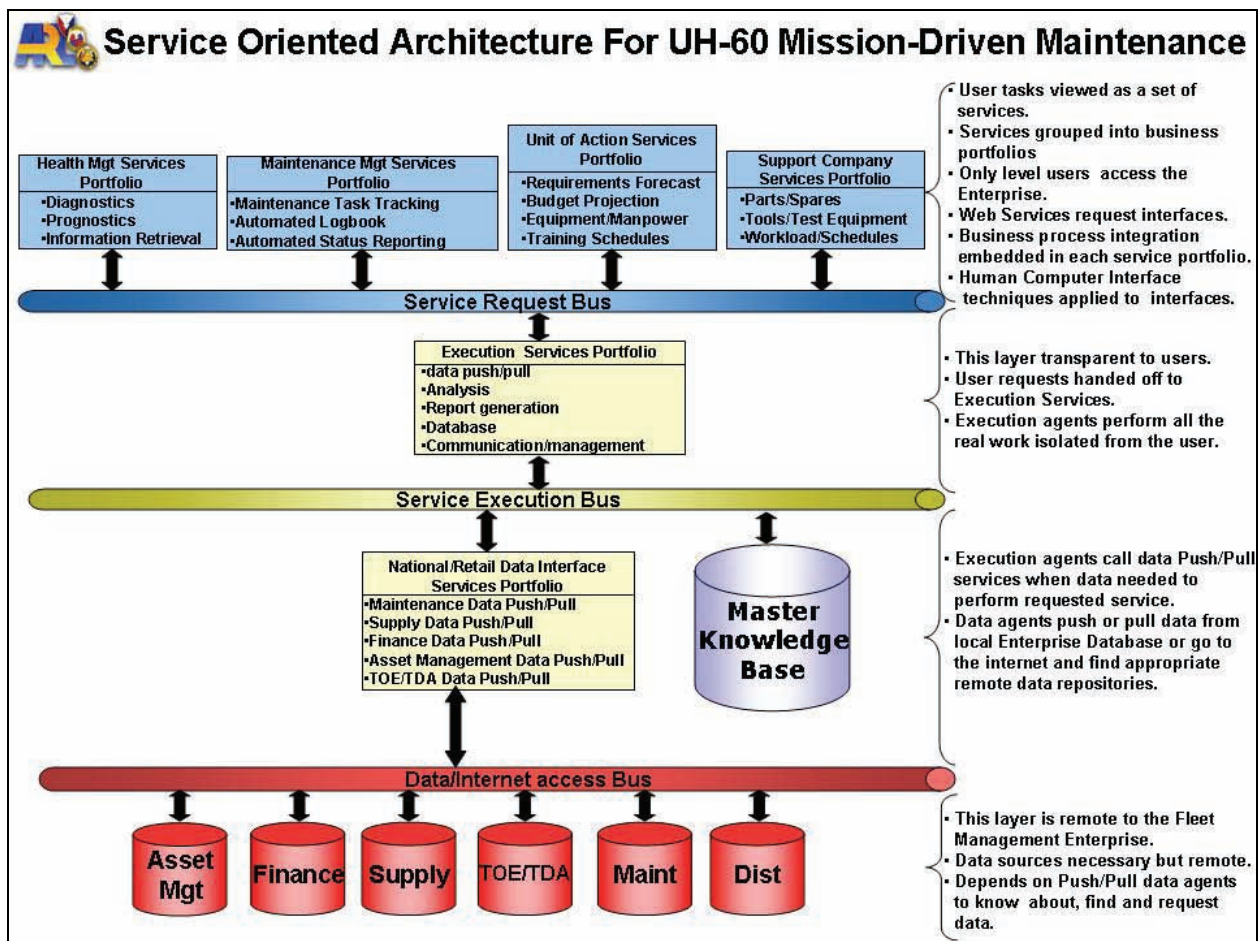 Service Oriented Architecture For UH-60 Mission-Driven Maintenance
Health Mgt Services
Portfolio
▪Diagnostics
▪Prognostics
▪Information Retrieval
Maintenance Mgt Services
Portfolio
▪Maintenance Task Tracking
▪Automated Logbook
▪Automated Status Reporting
Unit of Action Services
Portfolio
▪Requirements Forecast
▪Budget Projection
▪Equipment/Manpower
▪Training Schedules
Support Company
Services Portfolio
▪Parts/Spares
▪Tools/Test Equipment
▪Workload/Schedules
▪ User tasks viewed as a set of
services.
▪ Services grouped into business
portfolios
▪ Only level users access the
Enterprise.
▪ Web Services request interfaces.
▪ Business process integration
embedded in each service portfolio.
▪ Human Computer Interface
techniques applied to interfaces.
Service Request Bus
Execution Services Portfolio
▪data push/pull
▪Analysis
▪Report generation
▪Database
▪Communication/management
▪ This layer transparent to users.
▪ User requests handed off to
Execution Services.
▪ Execution agents perform all the
real work isolated from the user.
Service Execution Bus
National/Retail Data Interface
Services Portfolio
▪Maintenance Data Push/Pull
▪Supply Data Push/Pull
▪Finance Data Push/Pull
▪Asset Management Data Push/Pull
▪TOE/TDA Data Push/Pull
Master
Knowledge
Base
▪ Execution agents call data Push/Pull
services when data needed to
perform requested service.
▪ Data agents push or pull data from
local Enterprise Database or go to
the internet and find appropriate
remote data repositories.
Data/Internet access Bus
Asset
Mgt
Finance
Supply
TOE/TDA
Maint
Dist
▪ This layer is remote to the Fleet
Management Enterprise.
▪ Data sources necessary but remote.
▪ Depends on Push/Pull data agents
to know about, find and request
data.